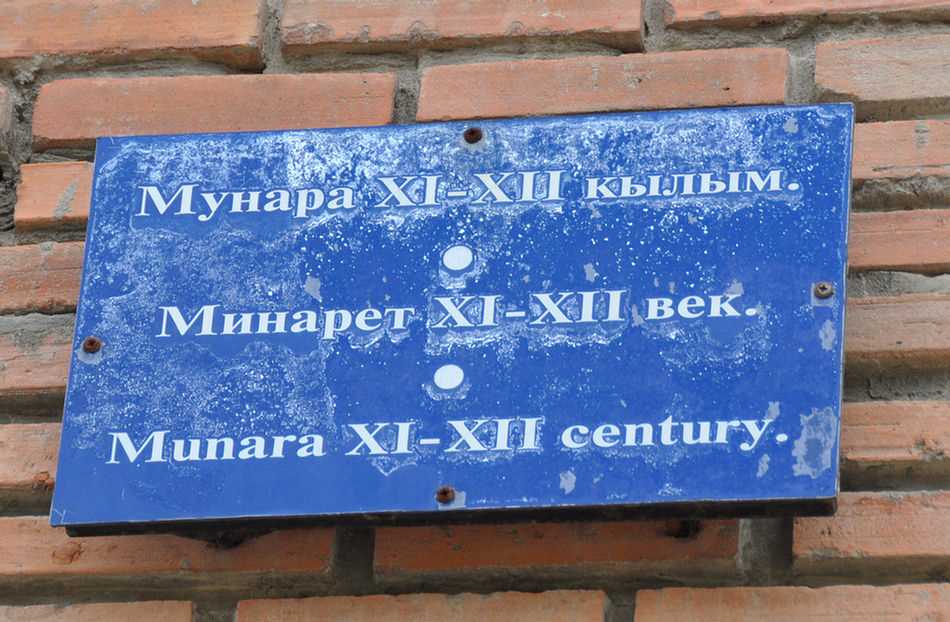 Мунара XI-XII кылым.
Минарет XI-XII век.
Munara XI-XII century.